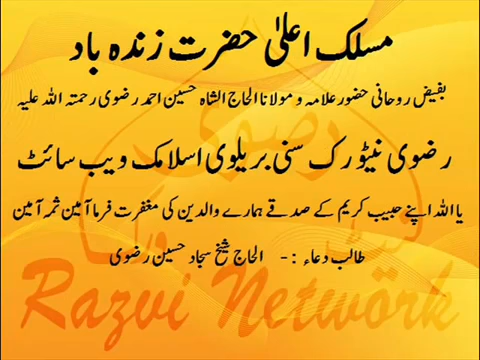 مسلک اعلیٰ حضرت زندہ باد
بفیض روحانی حضور علامہ و مولانا الحاج الشاہ حسین احمد رضوی رحمتہ اللہ علیہ
رضوی نیٹورک سنی بریلوی اسلامک ویب سائٹ
یا اللہ اپنے حبیب کریم کے صدقے ہمارے والدین کی مغفرت فرما آمین ثمہ آمین
طالب دعاء :- الحاج شیخ سجاد حسین رضوی
Razvi Network